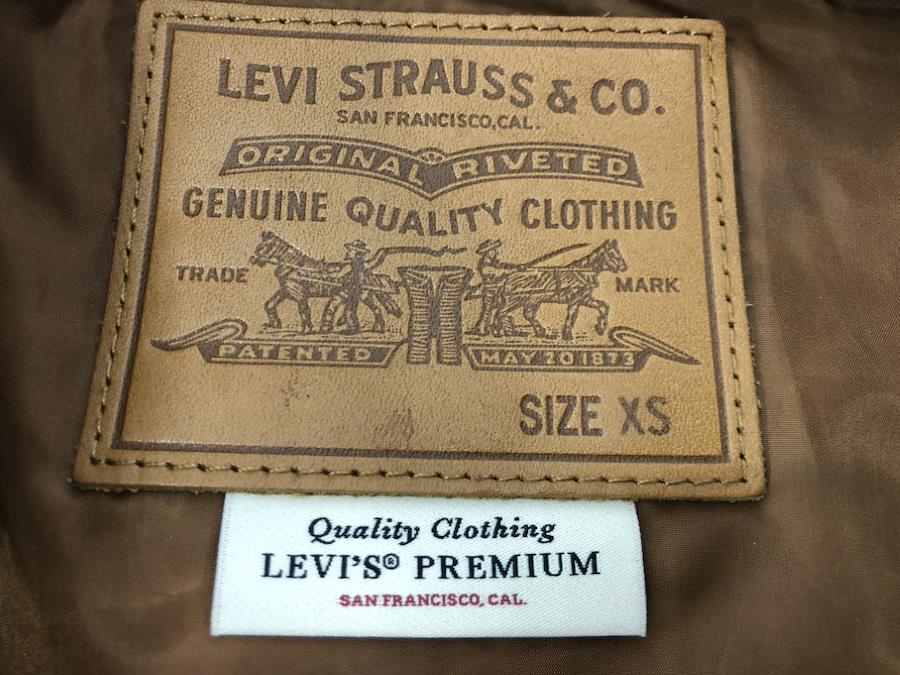 LEVI STRAUSS & CO.
SAN FRANCISCO, CAL.
ORIGINAL RIVETED
GENUINE QUALITY CLOTHING
TRADE MARK
PATENTED MAY 20 1873
SIZE XS
Quality Clothing
LEVI'S® PREMIUM
SAN FRANCISCO, CAL.